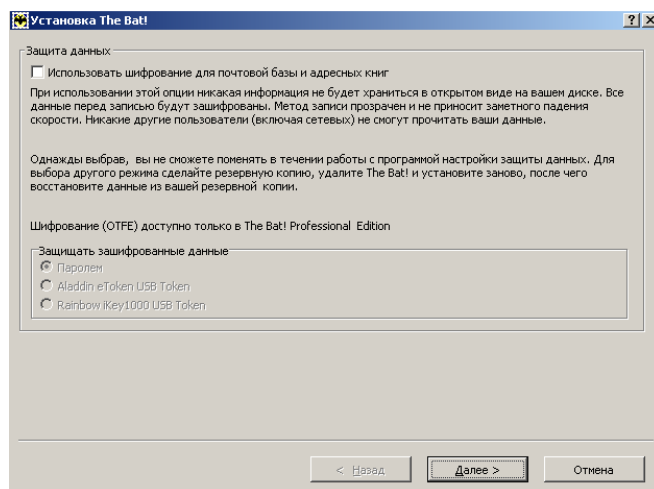 Установка The Bat!
Защита данных
Использовать шифрование для почтовой базы и адресных книг
При использовании этой опции никакая информация не будет храниться в открытом виде на вашем диске. Все
данные перед записью будут зашифрованы. Метод записи прозрачен и не приносит заметного падения
скорости. Никакие другие пользователи (включая сетевых) не смогут прочитать ваши данные.
Однажды выбрав, вы не сможете поменять в течении работы с программой настройки защиты данных. Для
выбора другого режима сделайте резервную копию, удалите The Bat! и установите заново, после чего
восстановите данные из вашей резервной копии.
Шифрование (OTFE) доступно только в The Bat! Professional Edition
Защищать зашифрованные данные
Паролем
Aladdin eToken USB Token
Rainbow iKey1000 USB Token
< Назад
Далее >
Отмена